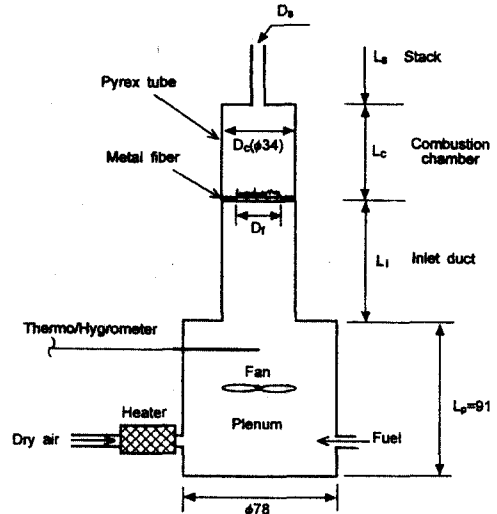 Ds
Ls Stack
Pyrex tube
Dc(ϕ34)
Lc Combustion
chamber
Metal fiber
Df
Li Inlet duct
Thermo/Hygrometer
Fan
Lp=91
Heater
Plenum
Dry air
Fuel
ϕ78